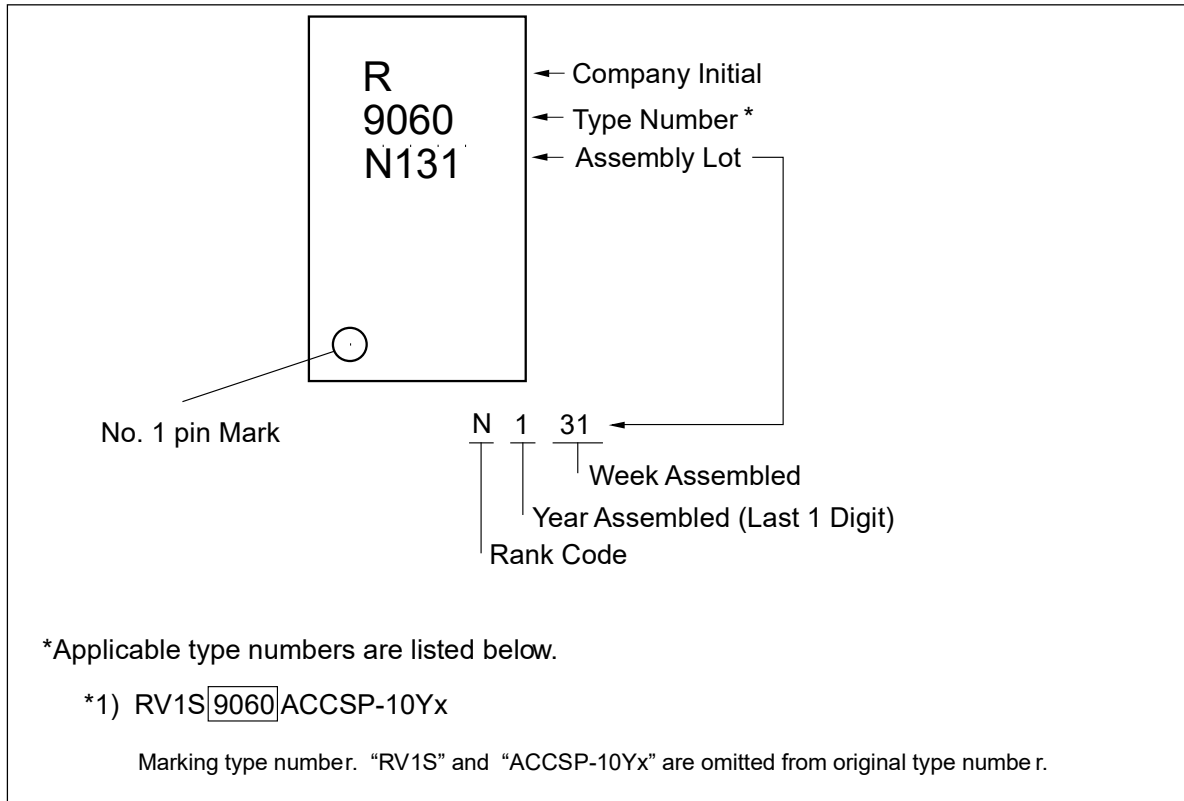 R
9060
N131
Company Initial
Type Number *
Assembly Lot
No. 1 pin Mark
N 1 31
Week Assembled
Year Assembled (Last 1 Digit)
Rank Code
*Applicable type numbers are listed below.
*1) RV1S 9060 ACCSP-10Yx
Marking type number. “RV1S” and “ACCSP-10Yx” are omitted from original type number.